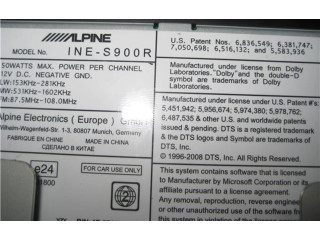 ALPINE
MODEL NO. INE-S900R
50WATTS MAX. POWER PER CHANNEL
12V D.C. NEGATIVE GND.
LW:153KHz-281KHz
MW:531KHz-1602KHz
FM:87.5MHz-108.0MHz
Alpine Electronics ( Europe ) GmbH
Wilhelm-Wagenfeld-Str. 1-3, 80807 Munich, Germany
FABRIQUE EN CHINE MADE IN CHINA
СДЕЛАНО В КИТАЕ
e24
FOR CAR USE ONLY
U.S. Patent Nos. 6,836,549; 6,381,747;
7,050,698; 6,516,132; and 5,583,936
Manufactured under license from Dolby
Laboratories. "Dolby" and the double-D
symbol are trademarks of Dolby
Laboratories.
Manufactured under license under U.S. Patent #'s:
5,451,942; 5,956,674; 5,974,380; 5,978,762;
6,487,535 & other U.S. and worldwide patents
issued & pending. DTS is a registered trademark &
the DTS logos and Symbol are trademarks of
DTS, Inc.
© 1996-2008 DTS, Inc. All Rights Reserved.
This system contains software that is licensed
to Manufacturer by Microsoft Corporation or its
affiliate pursuant to a license agreement.
Any removal, reproduction, reverse engineering
or other unauthorized use of the software from